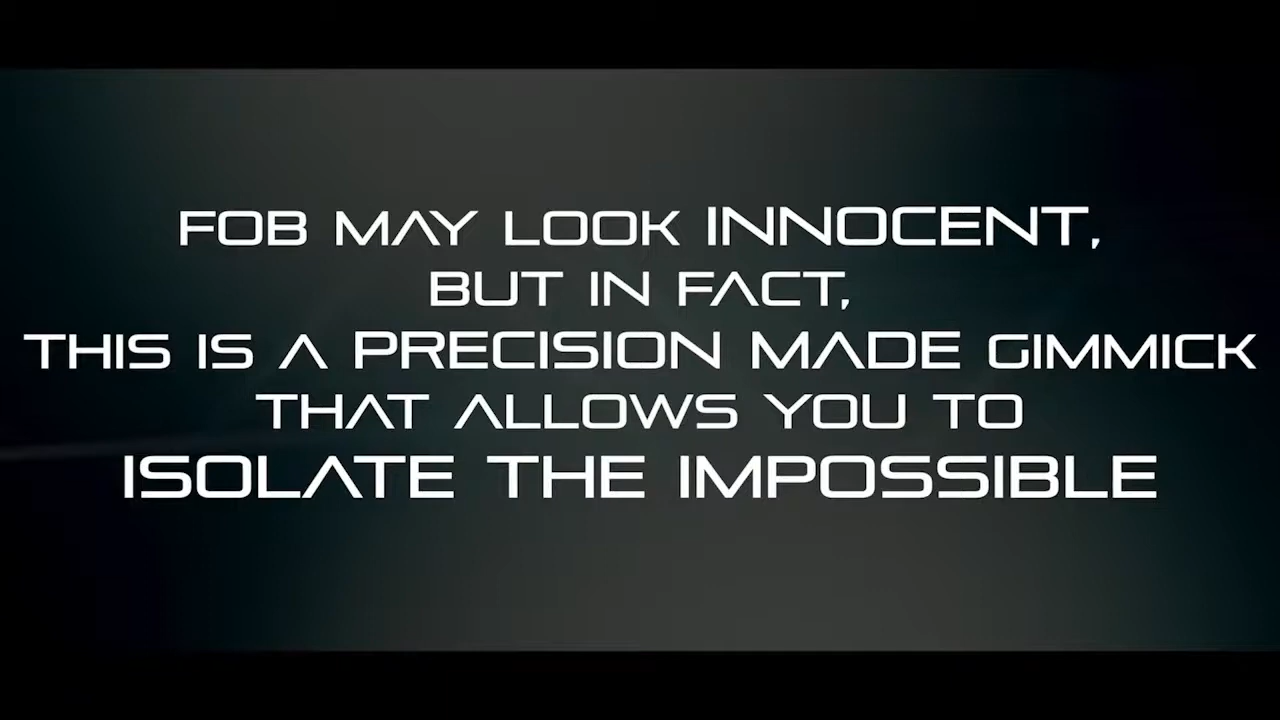 FOB MAY LOOK INNOCENT,
BUT IN FACT,
THIS IS A PRECISION MADE GIMMICK
THAT ALLOWS YOU TO
ISOLATE THE IMPOSSIBLE